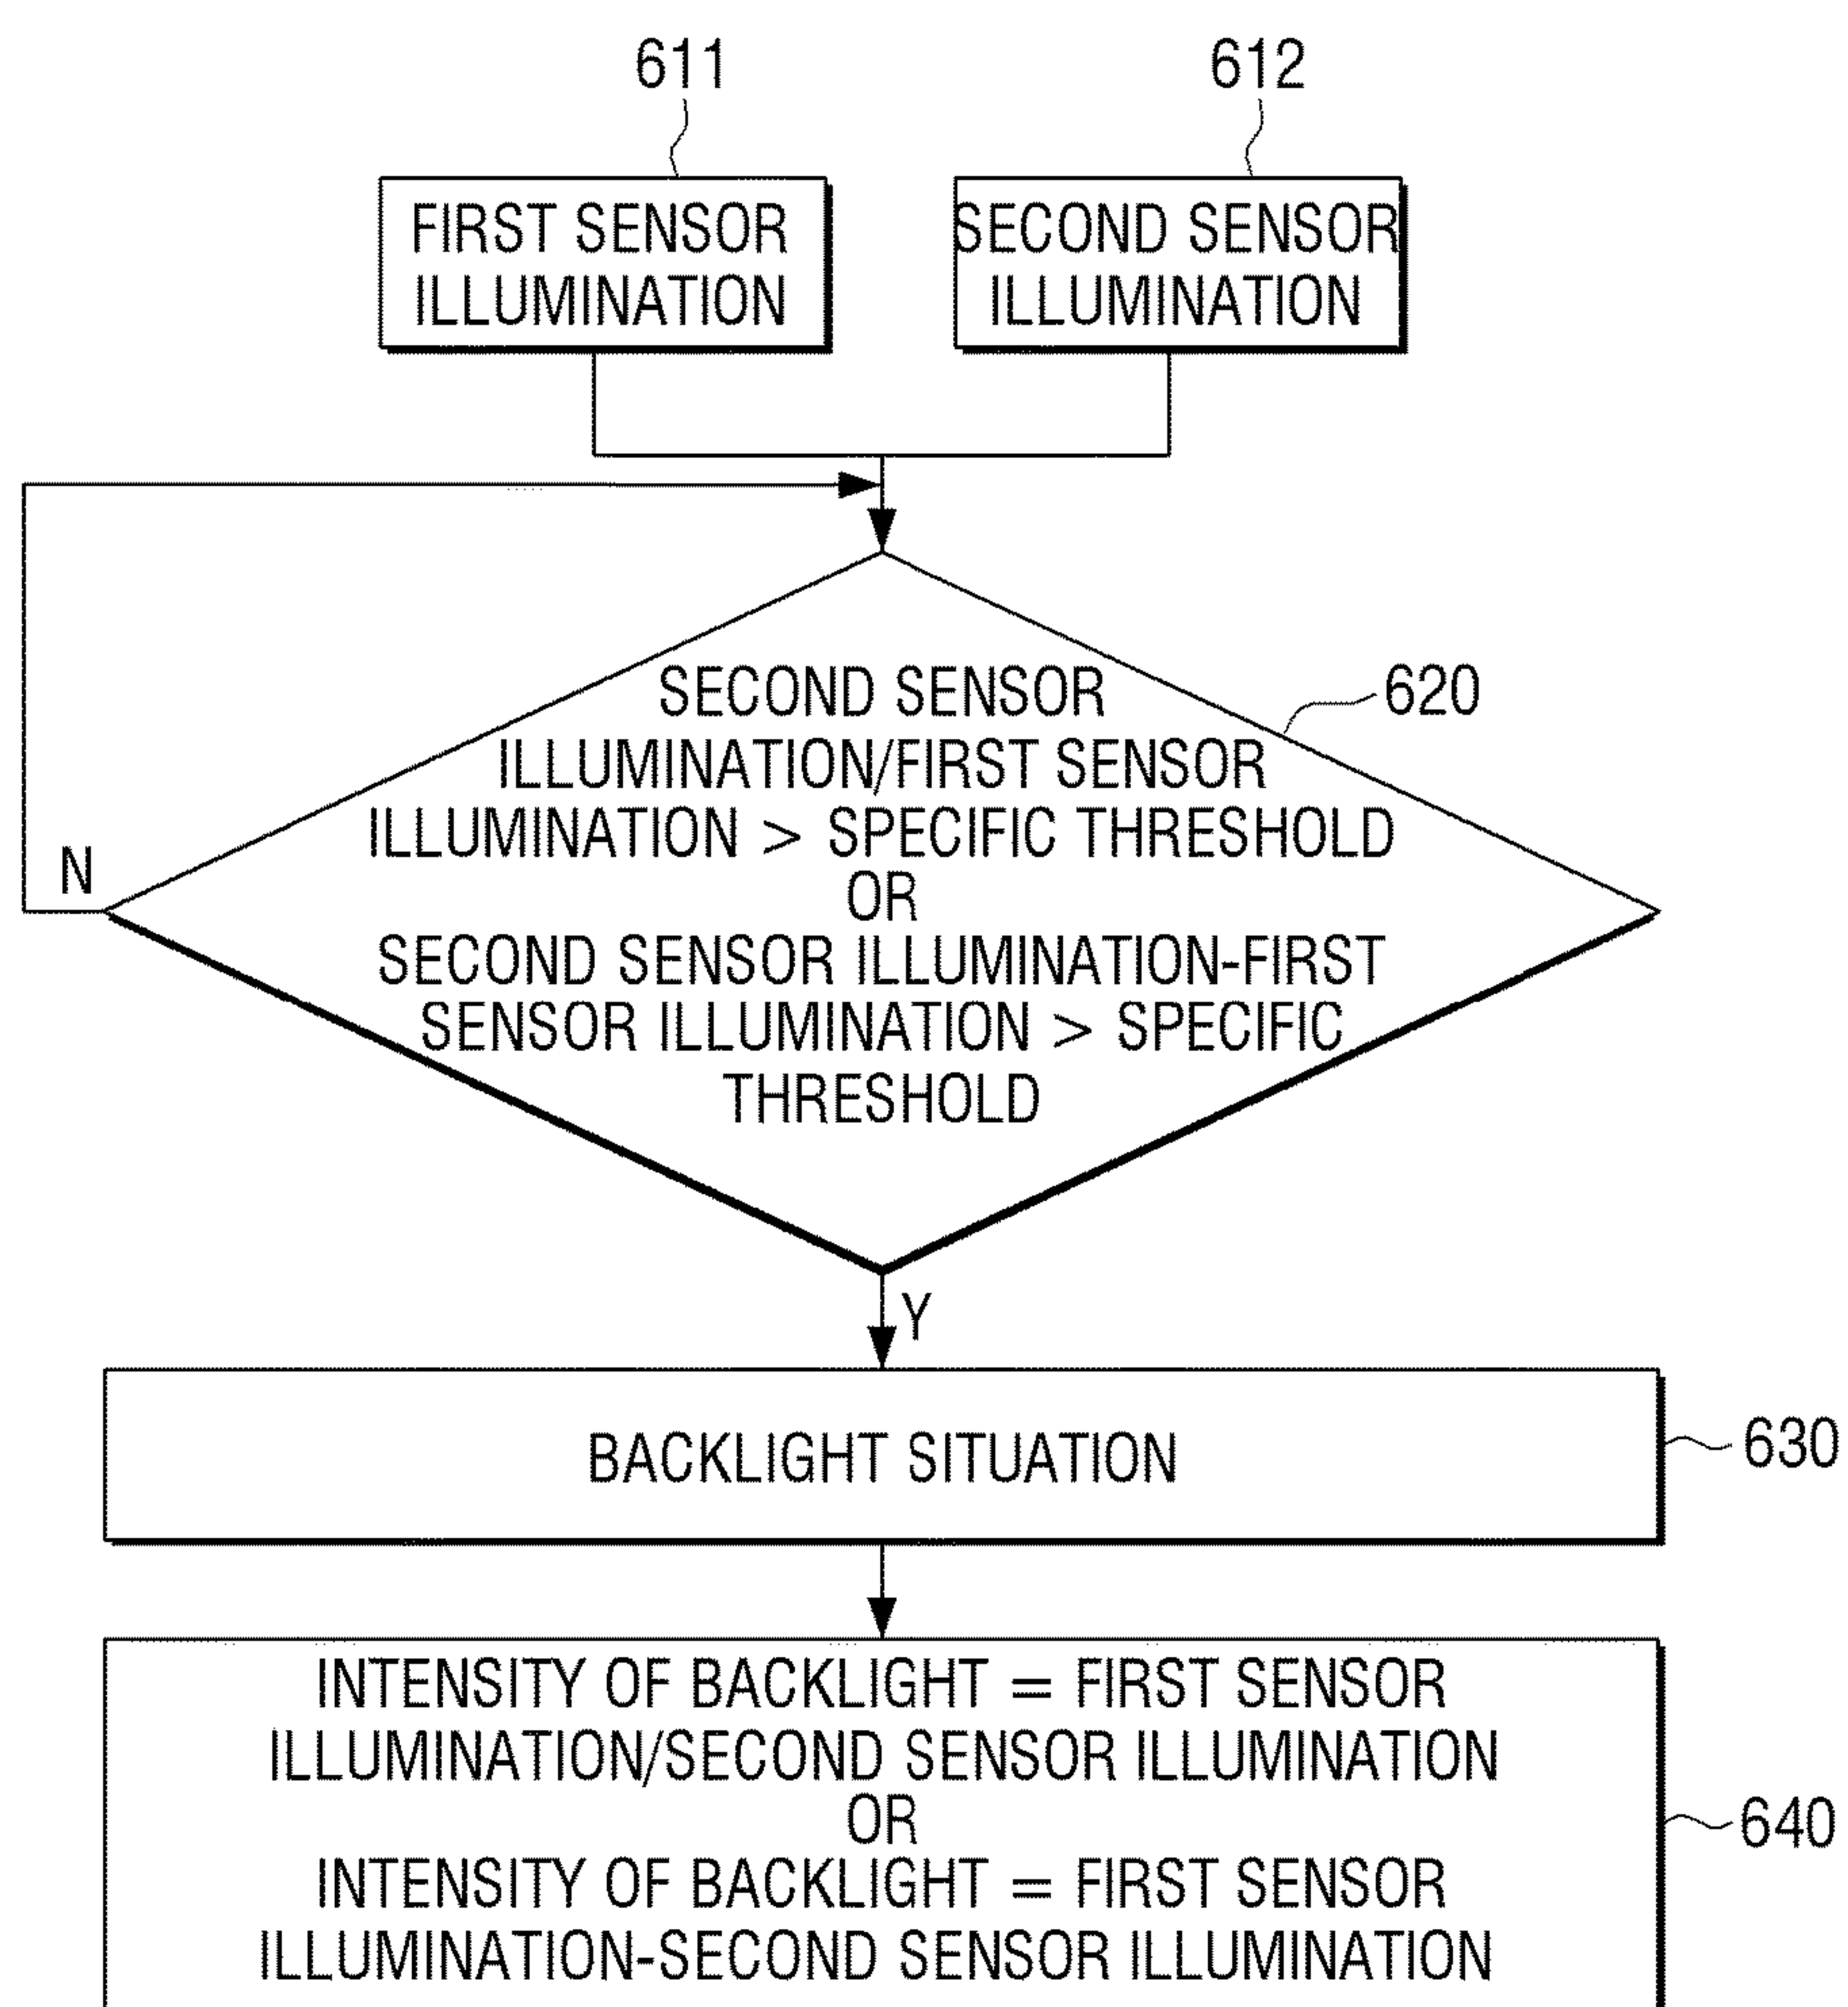 611
612
FIRST SENSOR
ILLUMINATION
SECOND SENSOR
ILLUMINATION
SECOND SENSOR
ILLUMINATION/FIRST SENSOR
ILLUMINATION > SPECIFIC THRESHOLD
OR
SECOND SENSOR ILLUMINATION-FIRST
SENSOR ILLUMINATION > SPECIFIC
THRESHOLD
620
N
Y
BACKLIGHT SITUATION
630
INTENSITY OF BACKLIGHT = FIRST SENSOR
ILLUMINATION/SECOND SENSOR ILLUMINATION
OR
INTENSITY OF BACKLIGHT = FIRST SENSOR
ILLUMINATION-SECOND SENSOR ILLUMINATION
640